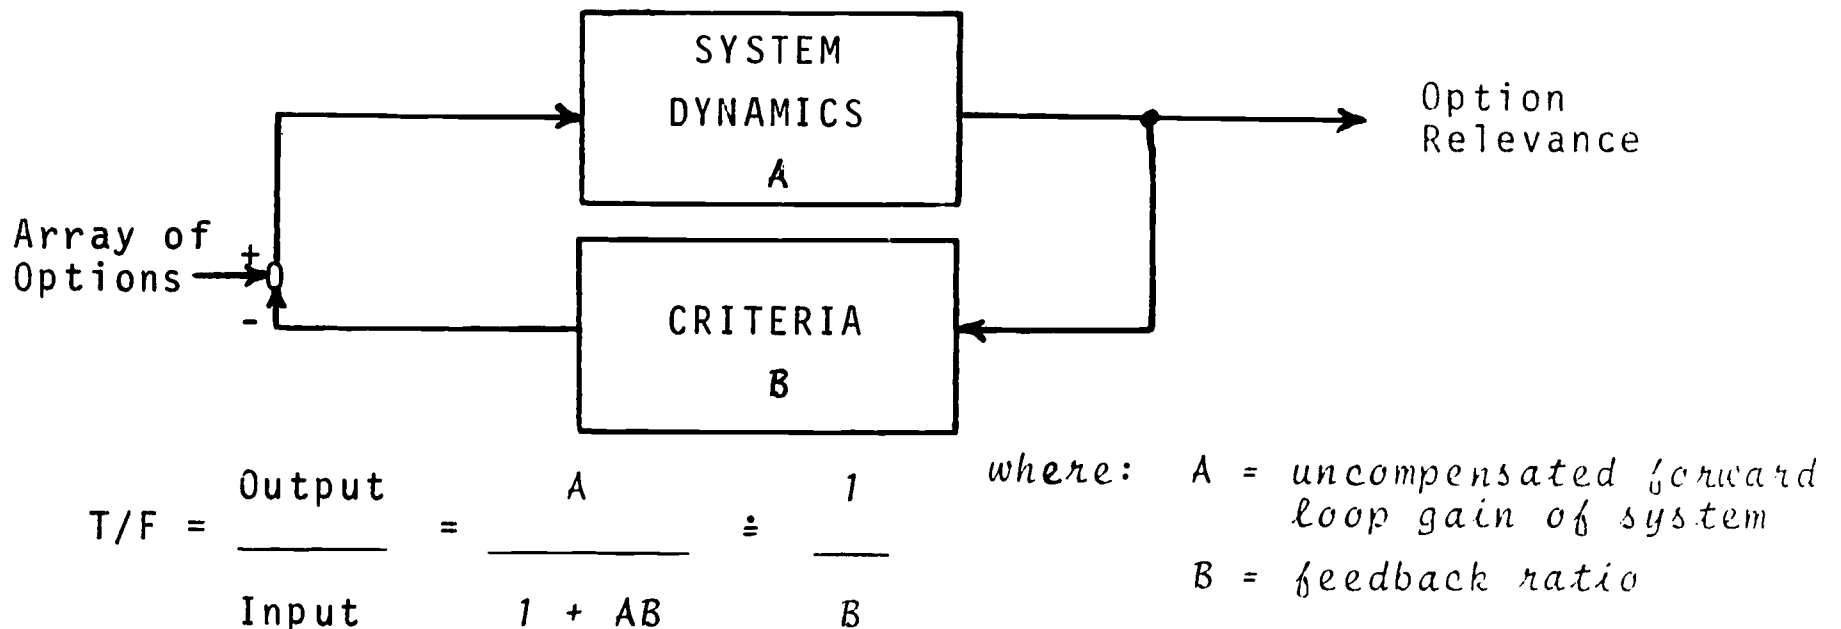 SYSTEM
DYNAMICS
A
Option
Relevance
Array of
Options
+
-
CRITERIA
B
T/F = Output / Input = A / 1 + AB ≐ 1 / B
where: A = uncompensated forward
loop gain of system
B = feedback ratio